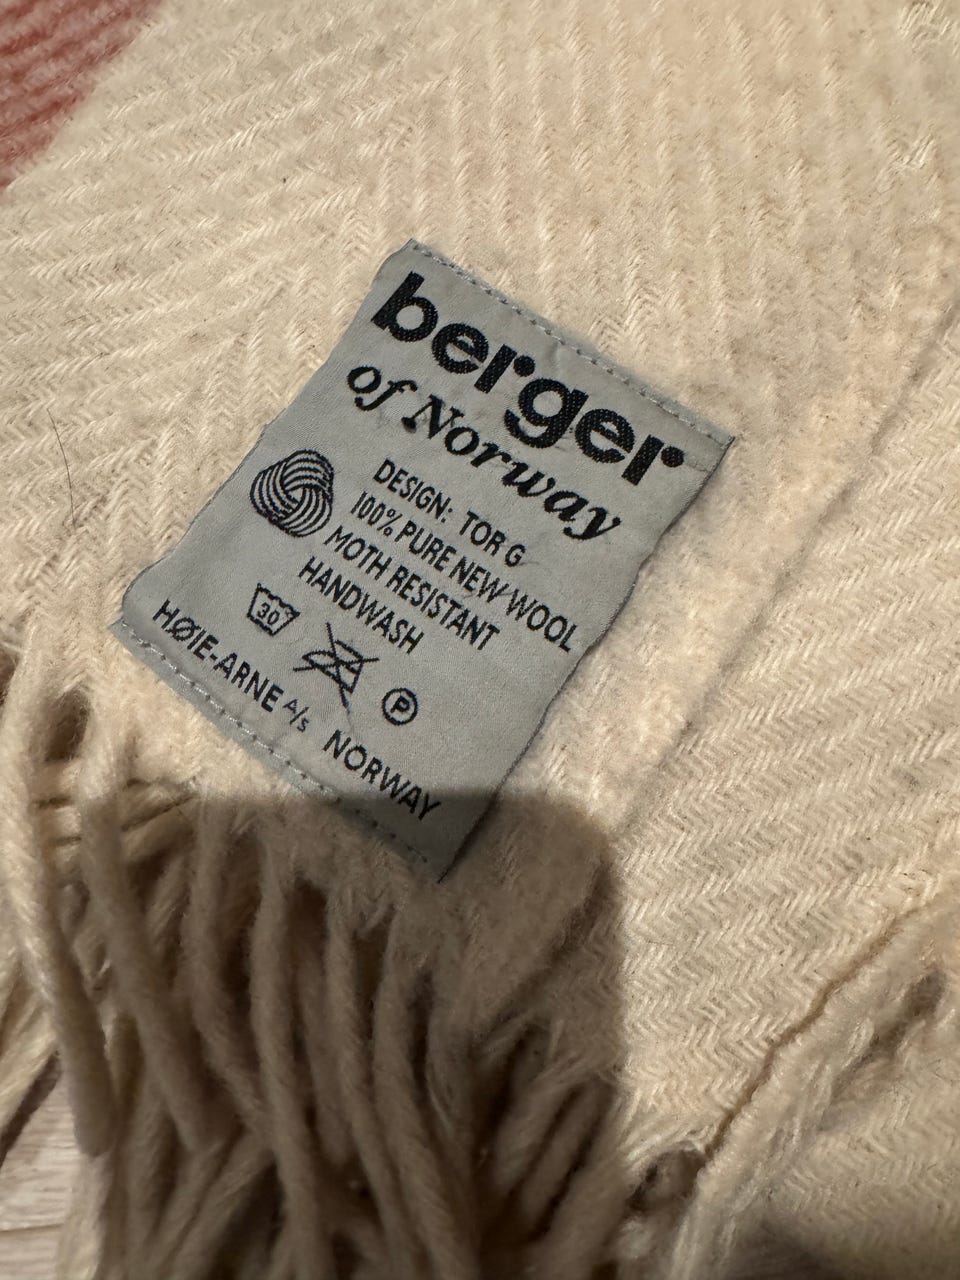 berger
of Norway
DESIGN: TOR G
100% PURE NEW WOOL
MOTH RESISTANT
HANDWASH
30°
P
HØIE-ARNE A/S NORWAY